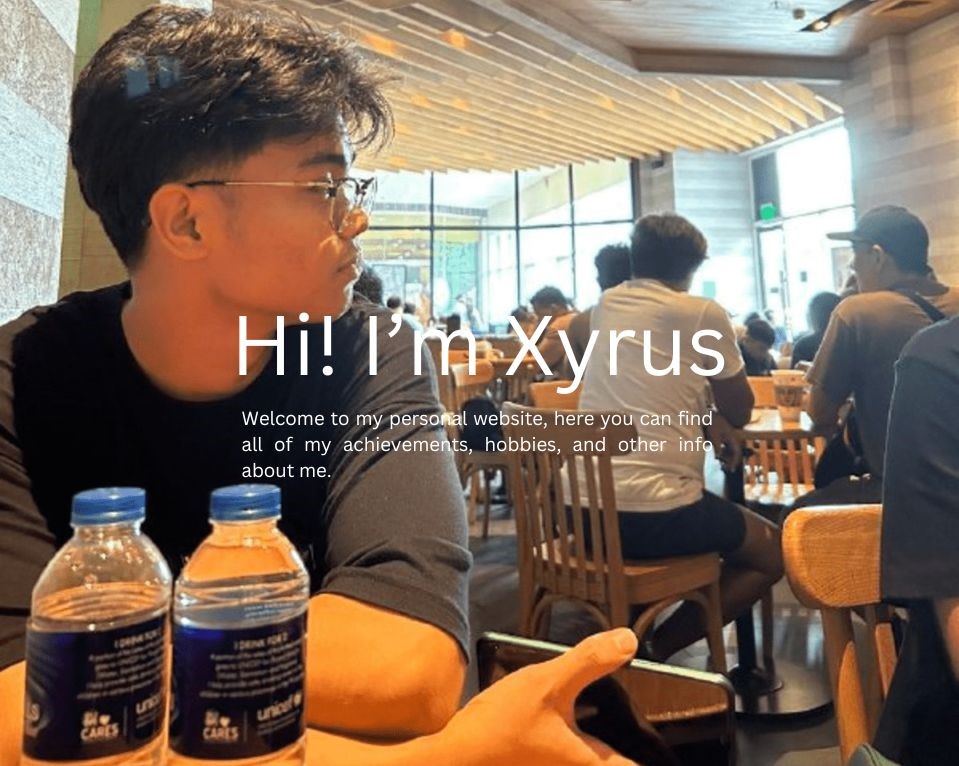 Hi! I’m Xyrus
Welcome to my personal website, here you can find
all of my achievements, hobbies, and other info
about me.
I DRINK FOR 2
CARES
unicef
I DRINK FOR 2
CARES
unicef